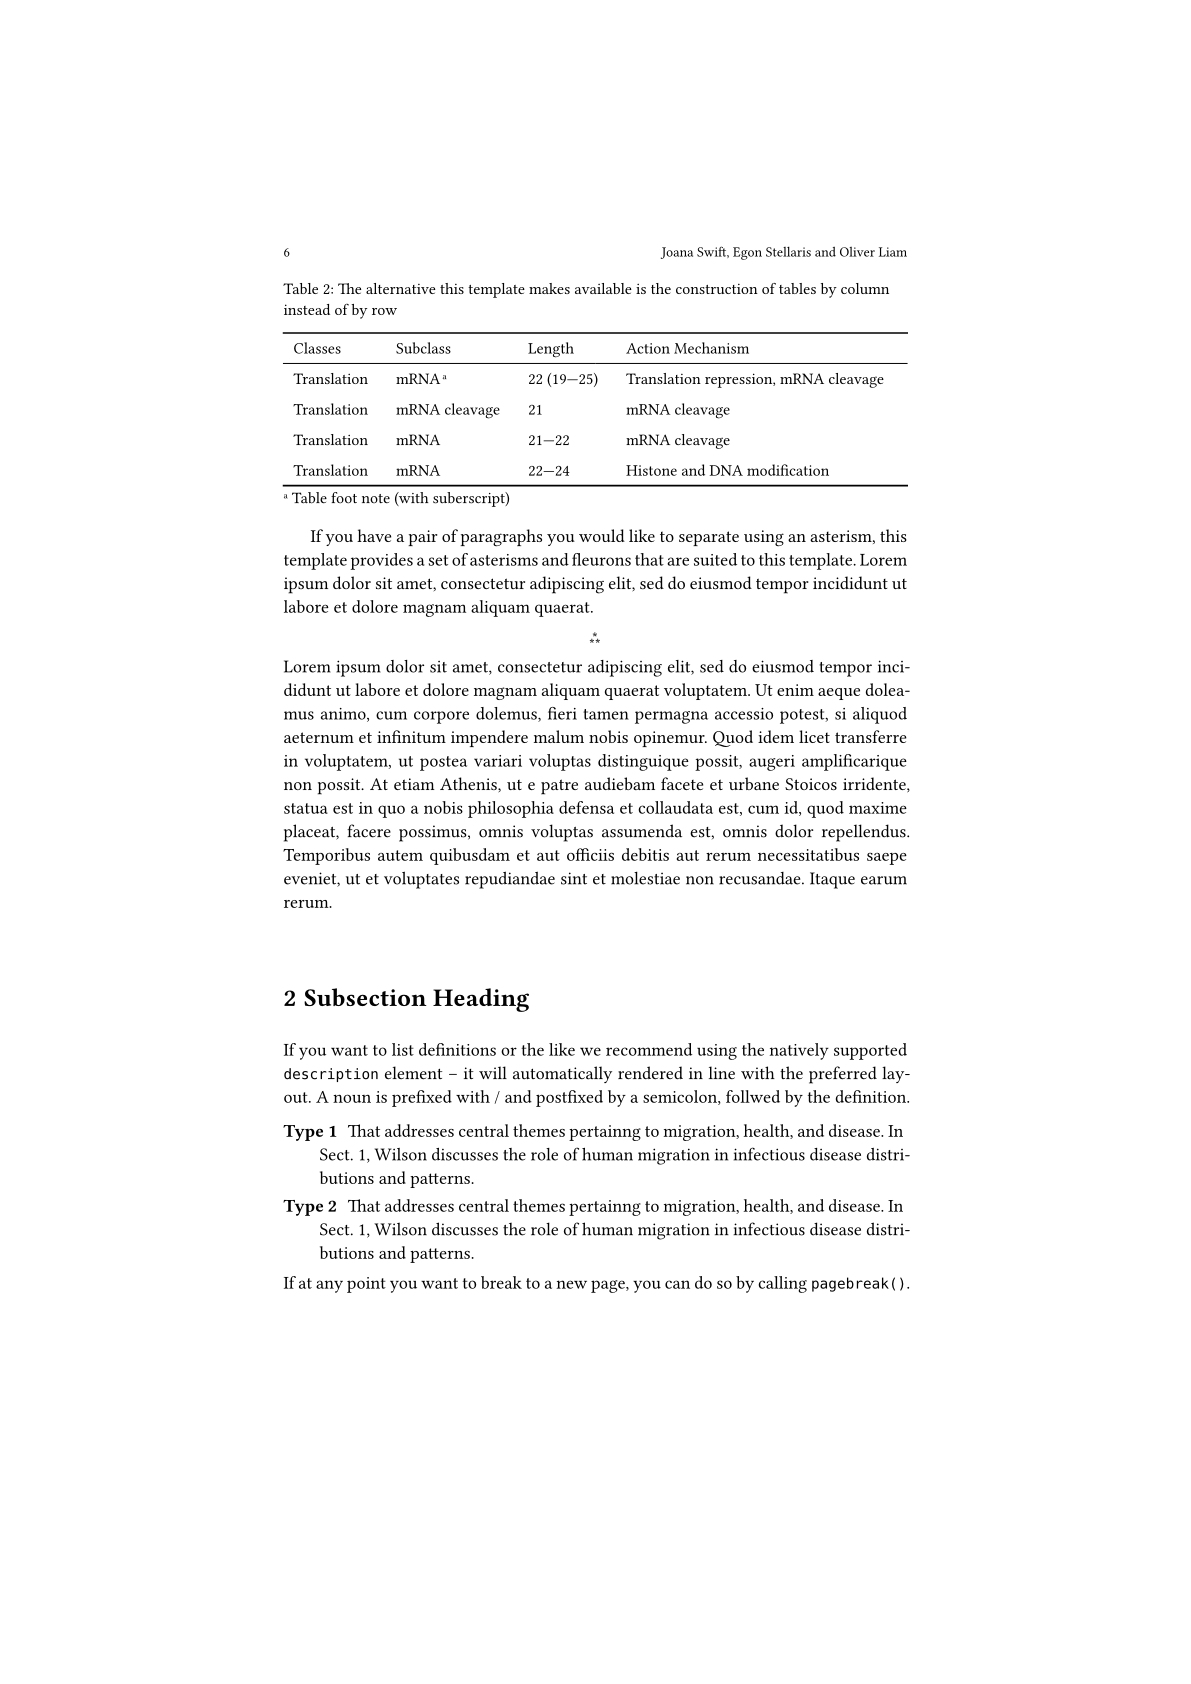 6 Joana Swift, Egon Stellaris and Oliver Liam
Table 2: The alternative this template makes available is the construction of tables by column
instead of by row
Classes Subclass Length Action Mechanism
Translation mRNA ᵃ 22 (19—25) Translation repression, mRNA cleavage
Translation mRNA cleavage 21 mRNA cleavage
Translation mRNA 21—22 mRNA cleavage
Translation mRNA 22—24 Histone and DNA modification
ᵃ Table foot note (with suberscript)
If you have a pair of paragraphs you would like to separate using an asterism, this
template provides a set of asterisms and fleurons that are suited to this template. Lorem
ipsum dolor sit amet, consectetur adipiscing elit, sed do eiusmod tempor incididunt ut
labore et dolore magnam aliquam quaerat.
⁂
Lorem ipsum dolor sit amet, consectetur adipiscing elit, sed do eiusmod tempor inci-
didunt ut labore et dolore magnam aliquam quaerat voluptatem. Ut enim aeque dolea-
mus animo, cum corpore dolemus, fieri tamen permagna accessio potest, si aliquod
aeternum et infinitum impendere malum nobis opinemur. Quod idem licet transferre
in voluptatem, ut postea variari voluptas distinguique possit, augeri amplificarique
non possit. At etiam Athenis, ut e patre audiebam facete et urbane Stoicos irridente,
statua est in quo a nobis philosophia defensa et collaudata est, cum id, quod maxime
placeat, facere possimus, omnis voluptas assumenda est, omnis dolor repellendus.
Temporibus autem quibusdam et aut officiis debitis aut rerum necessitatibus saepe
eveniet, ut et voluptates repudiandae sint et molestiae non recusandae. Itaque earum
rerum.
2 Subsection Heading
If you want to list definitions or the like we recommend using the natively supported
description element – it will automatically rendered in line with the preferred lay-
out. A noun is prefixed with / and postfixed by a semicolon, follwed by the definition.
Type 1 That addresses central themes pertainng to migration, health, and disease. In
Sect. 1, Wilson discusses the role of human migration in infectious disease distri-
butions and patterns.
Type 2 That addresses central themes pertainng to migration, health, and disease. In
Sect. 1, Wilson discusses the role of human migration in infectious disease distri-
butions and patterns.
If at any point you want to break to a new page, you can do so by calling pagebreak().